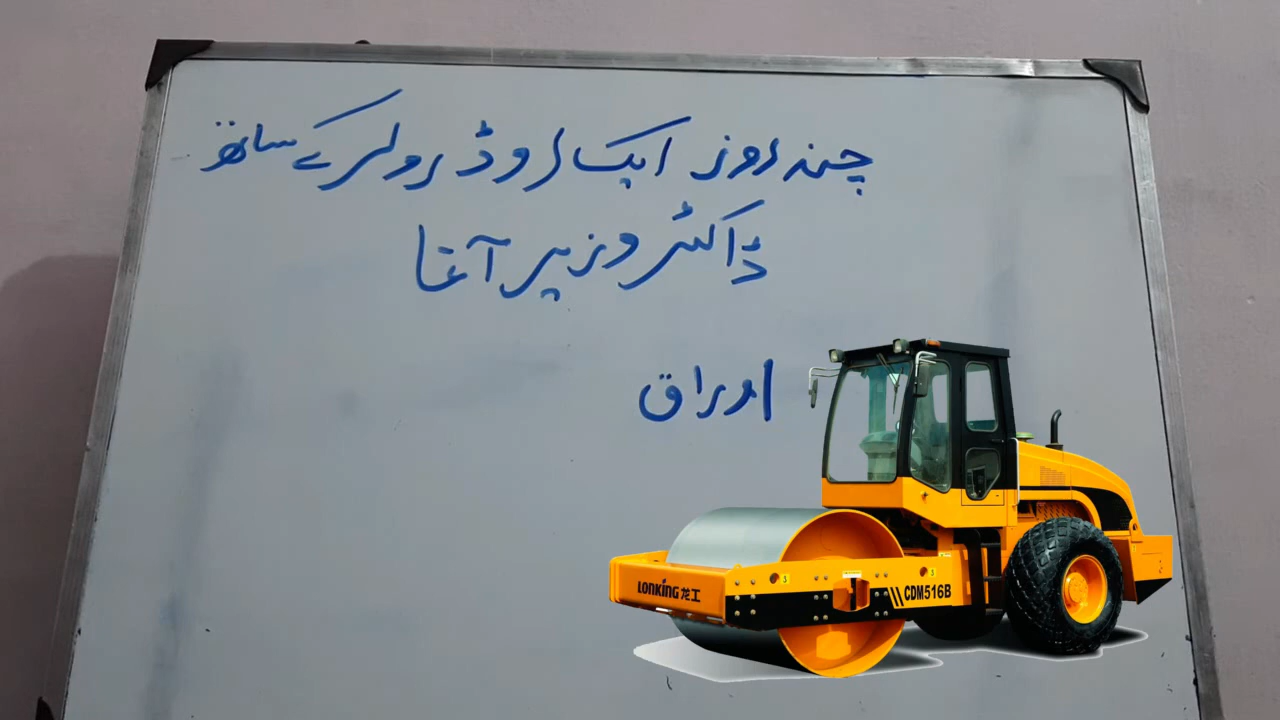 چند روز ایک روڈ رولر کے ساتھ
ڈاکٹر وزیر آغا
اوراق
LONKING 龙工
CDM516B